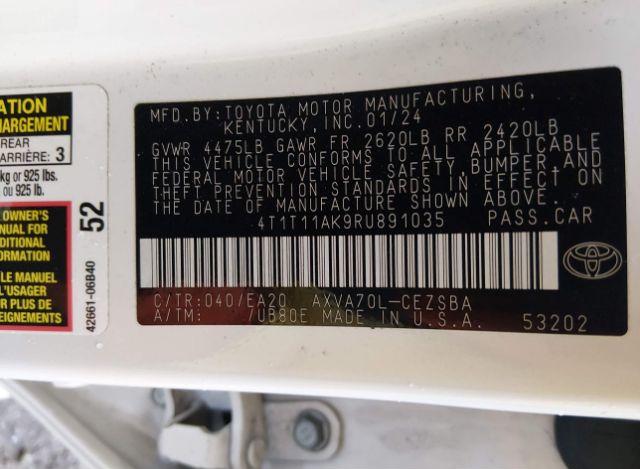 ATION
HARGEMENT
REAR
ARRIÈRE: 3
kg or 925 lbs.
ou 925 lb.
OWNER'S
NUAL FOR
DITIONAL
ORMATION
LE MANUEL
L'USAGER
UR PLUS DE
EIGNEMENTS
52
42661-06B40
MFD.BY:TOYOTA MOTOR MANUFACTURING,
KENTUCKY,INC.01/24
GVWR 4475LB GAWR FR 2620LB RR 2420LB
THIS VEHICLE CONFORMS TO ALL APPLICABLE
FEDERAL MOTOR VEHICLE SAFETY,BUMPER,AND
THEFT PREVENTION STANDARDS IN EFFECT ON
THE DATE OF MANUFACTURE SHOWN ABOVE.
4T1T11AK9RU891035 PASS.CAR
C/TR:040/EA20 AXVA70L-CEZSBA
A/TM: /UB80E MADE IN U.S.A. 53202